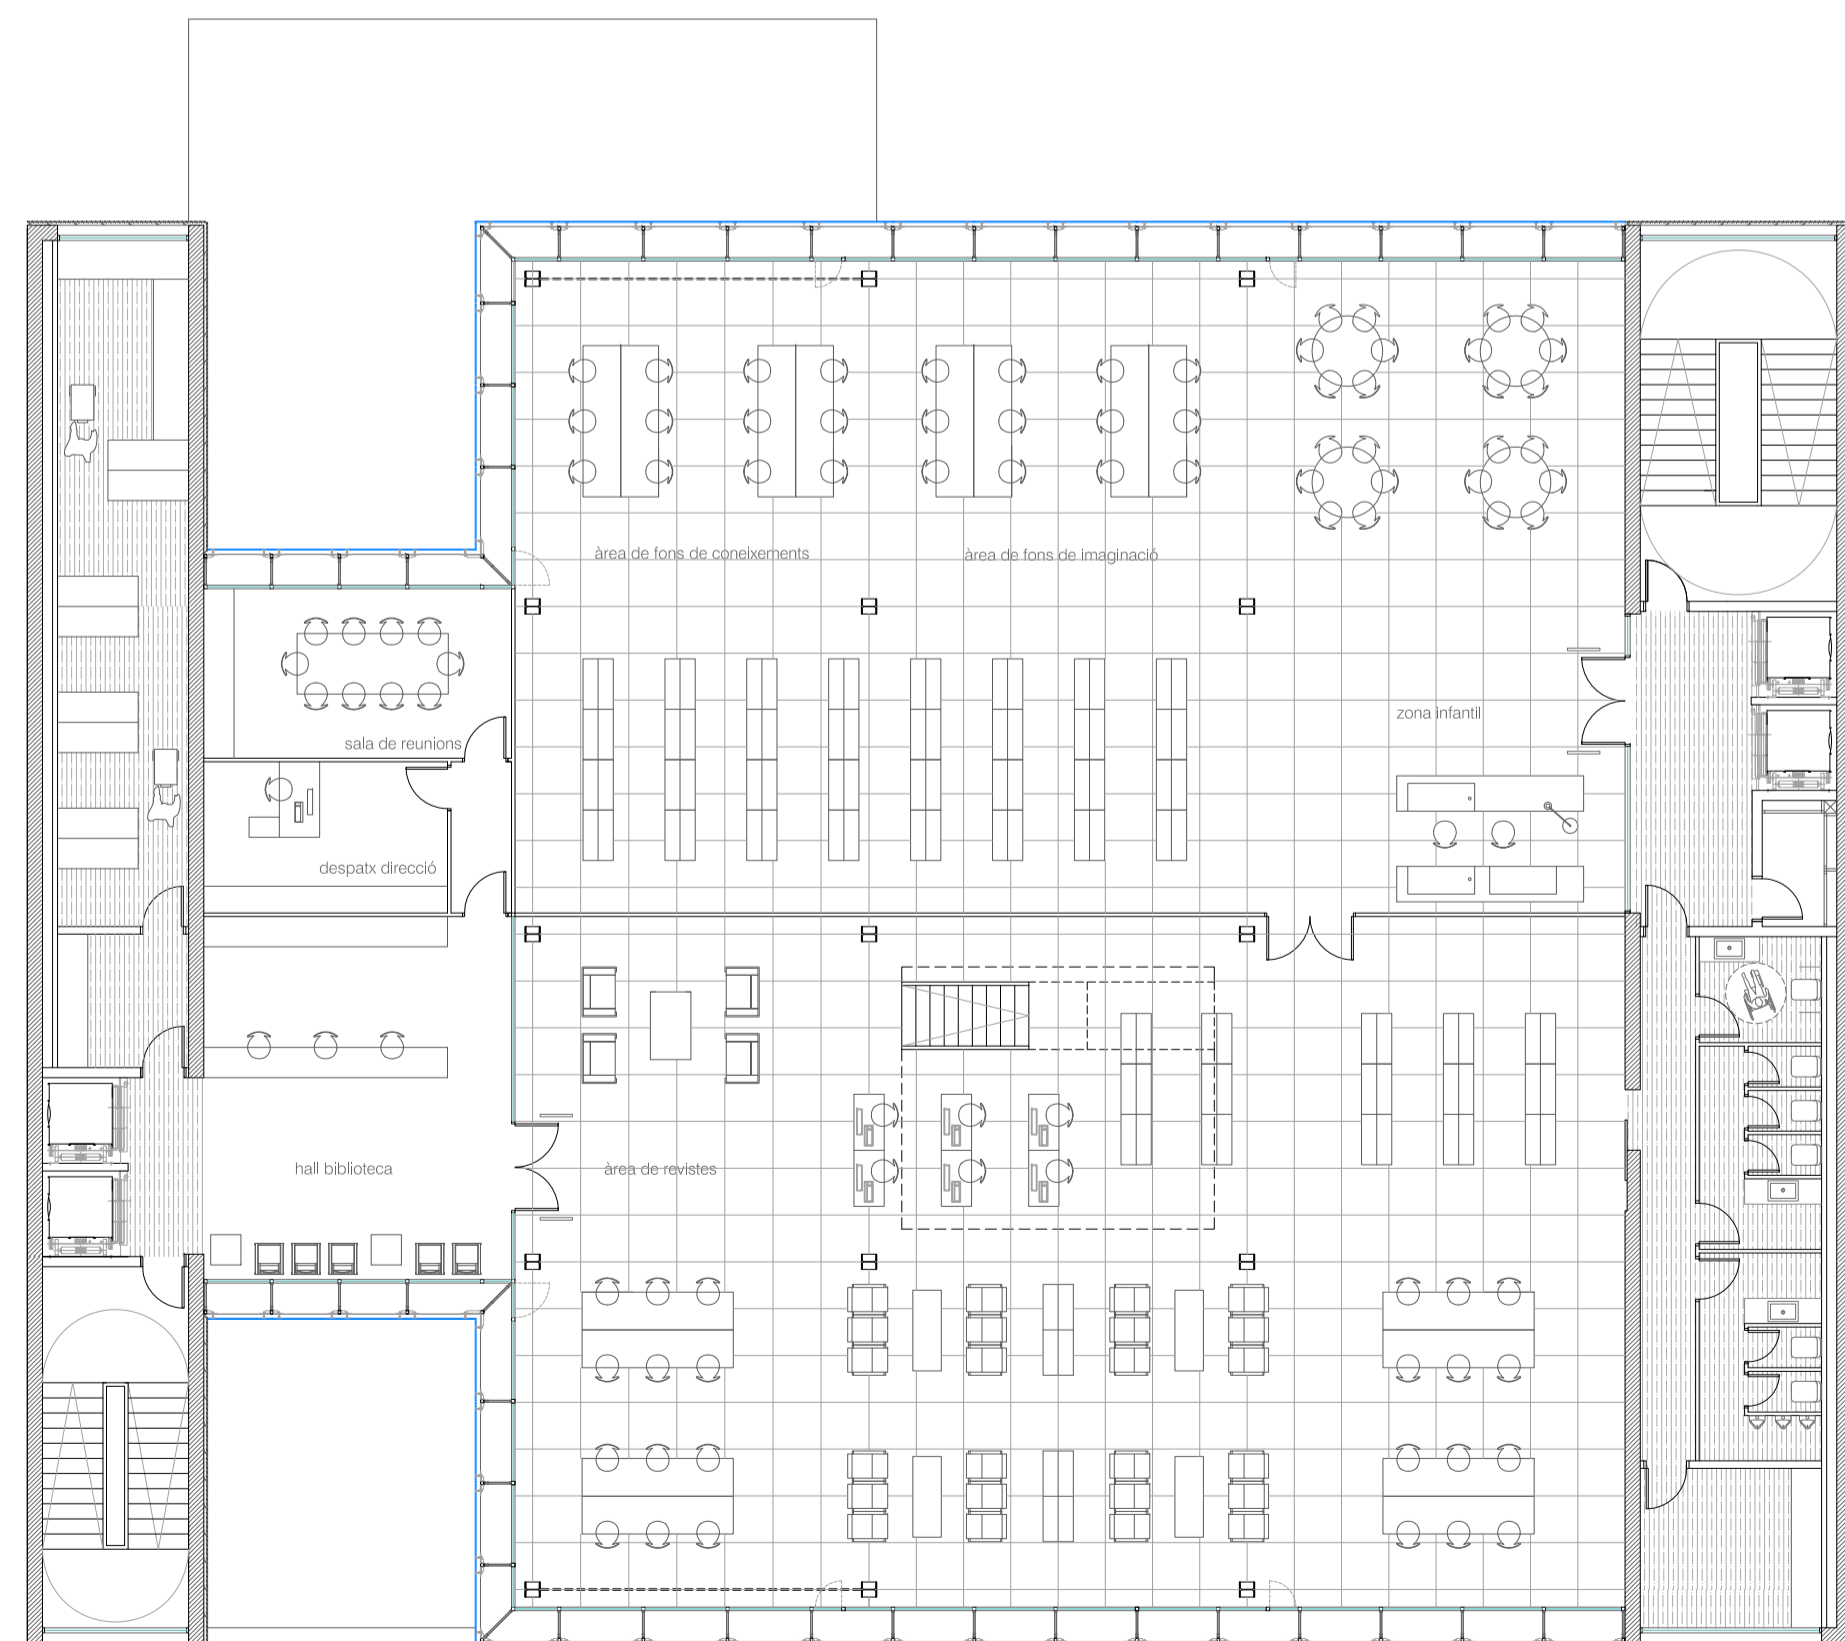 àrea de fons de coneixements
àrea de fons de imaginació
zona infantil
sala de reunions
despatx direcció
hall biblioteca
àrea de revistes